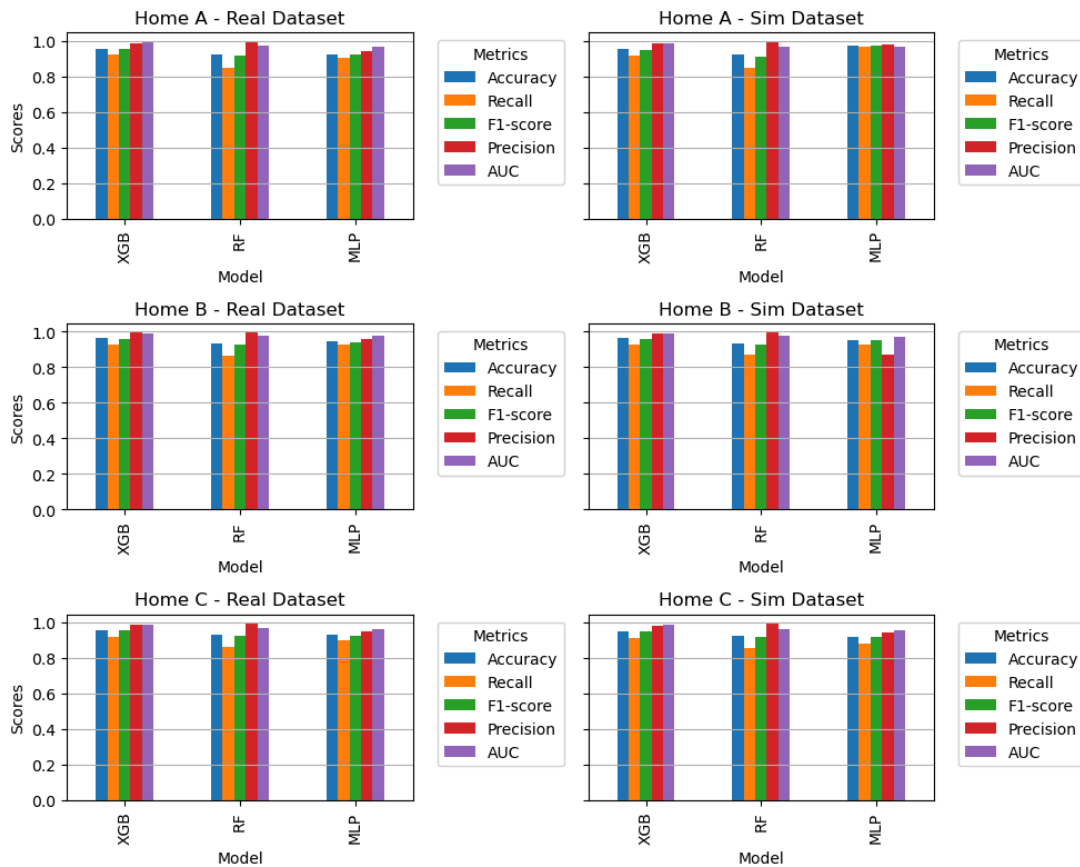 Home A - Real Dataset
Scores
1.0
0.8
0.6
0.4
0.2
0.0
XGB
RF
MLP
Model
Metrics
Accuracy
Recall
F1-score
Precision
AUC
Home A - Sim Dataset
XGB
RF
MLP
Model
Metrics
Accuracy
Recall
F1-score
Precision
AUC
Home B - Real Dataset
Scores
1.0
0.8
0.6
0.4
0.2
0.0
XGB
RF
MLP
Model
Metrics
Accuracy
Recall
F1-score
Precision
AUC
Home B - Sim Dataset
XGB
RF
MLP
Model
Metrics
Accuracy
Recall
F1-score
Precision
AUC
Home C - Real Dataset
Scores
1.0
0.8
0.6
0.4
0.2
0.0
XGB
RF
MLP
Model
Metrics
Accuracy
Recall
F1-score
Precision
AUC
Home C - Sim Dataset
XGB
RF
MLP
Model
Metrics
Accuracy
Recall
F1-score
Precision
AUC